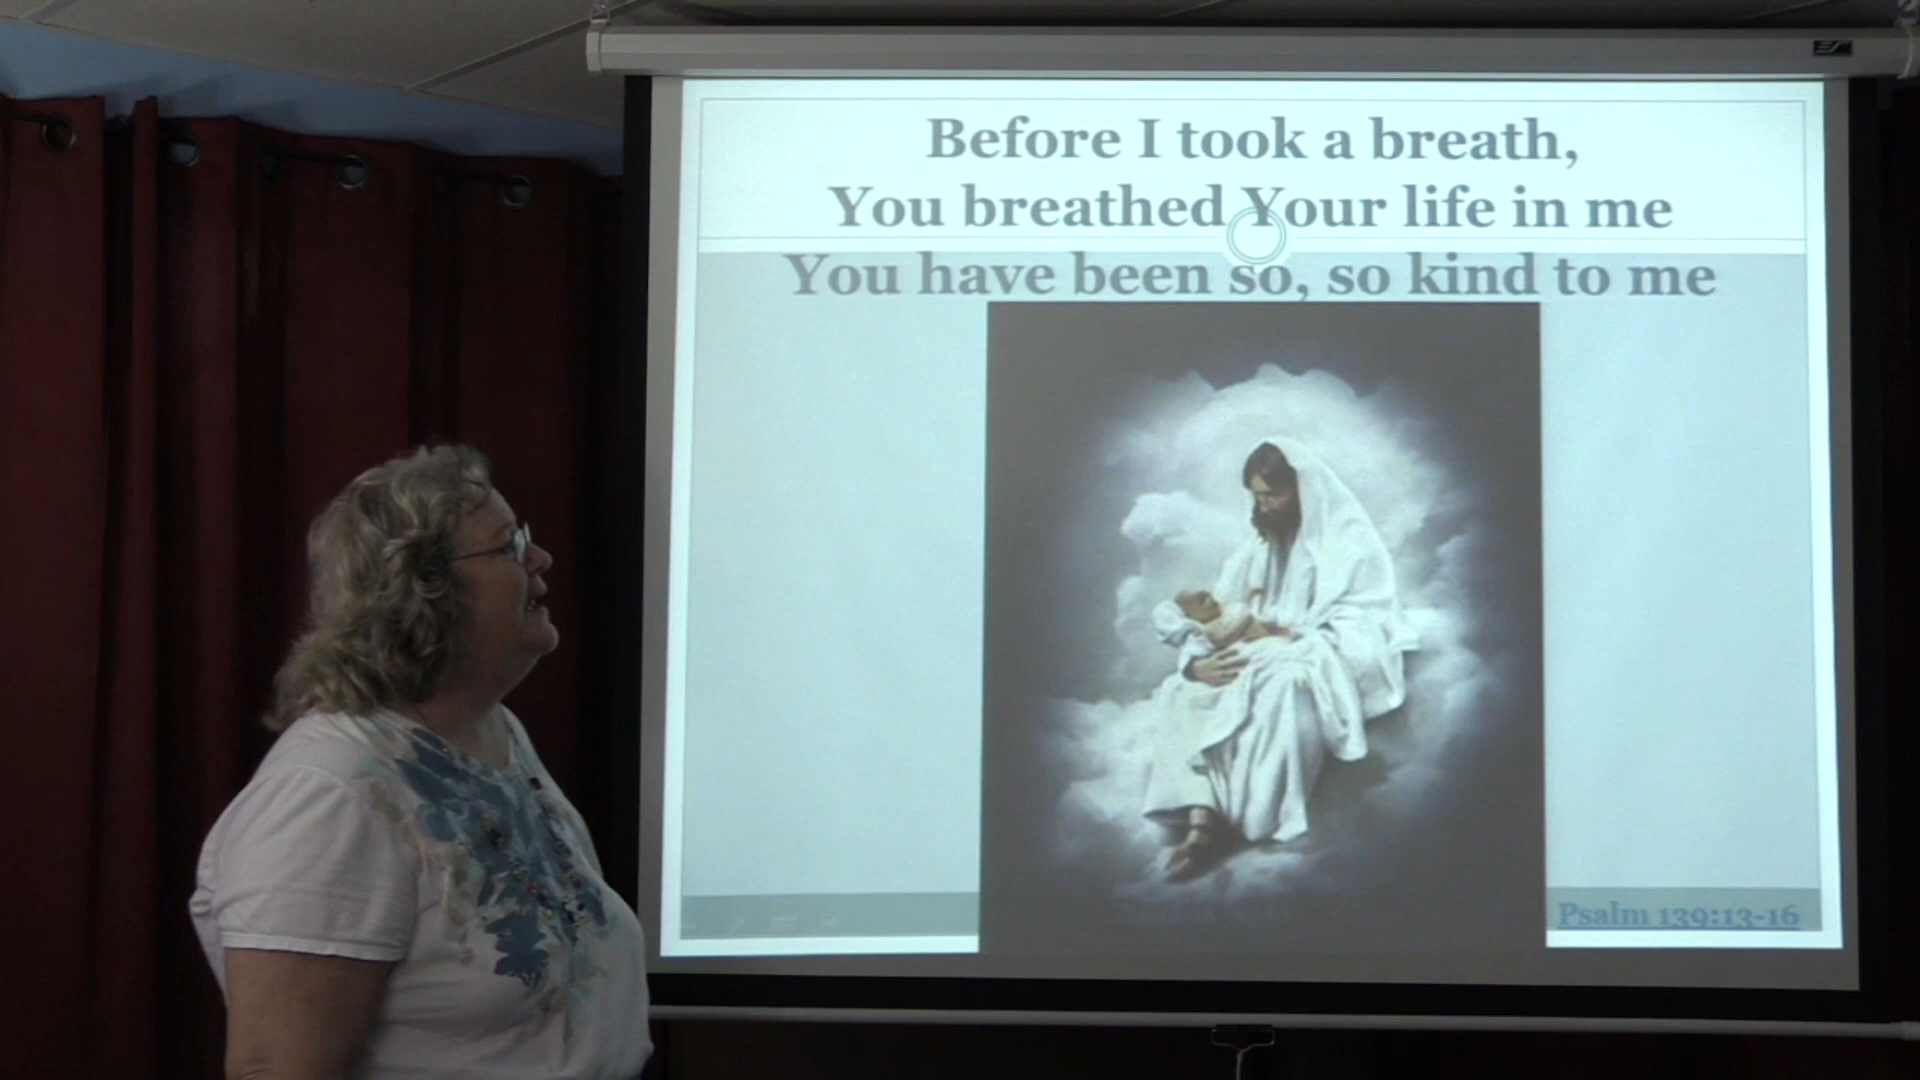 Before I took a breath,
You breathed Your life in me
You have been so, so kind to me
Psalm 139:13-16